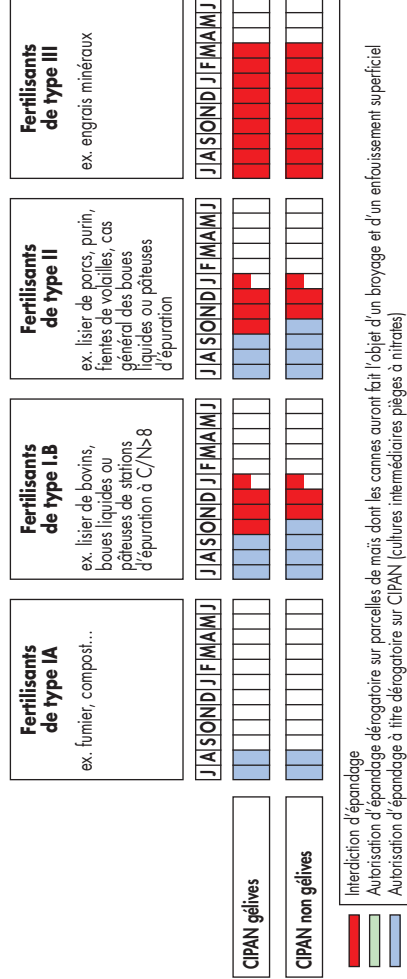 Fertilisants
de type IA
ex. fumier, compost...
Fertilisants
de type I.B
ex. lisier de bovins,
boues liquides ou
pâteuses de stations
d'épuration à C/N>8
Fertilisants
de type II
ex. lisier de porcs, purin,
fientes de volailles, cas
général des boues
liquides ou pâteuses
d'épuration
Fertilisants
de type III
ex. engrais minéraux
J A S O N D J F M A M J
J A S O N D J F M A M J
J A S O N D J F M A M J
J A S O N D J F M A M J
CIPAN gélives
CIPAN non gélives
Interdiction d'épandage
Autorisation d'épandage dérogatoire sur parcelles de maïs dont les cannes auront fait l'objet d'un broyage et d'un enfouissement superficiel
Autorisation d'épandage à titre dérogatoire sur CIPAN (cultures intermédiaires pièges à nitrates)